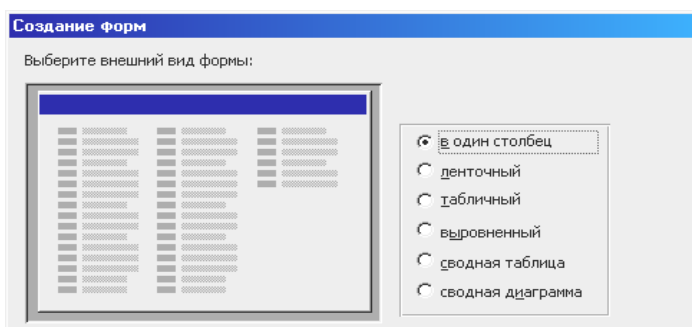 Создание форм
Выберите внешний вид формы:
в один столбец
ленточный
табличный
выровненный
сводная таблица
сводная диаграмма